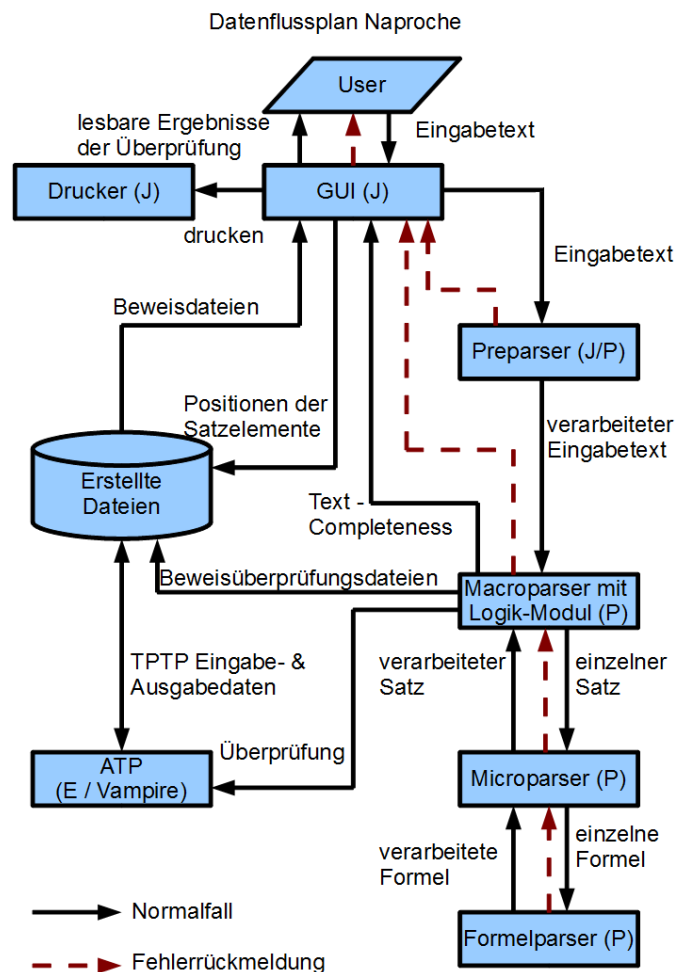 Datenflussplan Naproche
User
lesbare Ergebnisse
der Überprüfung
Eingabetext
Drucker (J)
GUI (J)
drucken
Eingabetext
Beweisdateien
Preparser (J/P)
Positionen der
Satzelemente
verarbeiteter
Eingabetext
Erstellte
Dateien
Text -
Completeness
Beweisüberprüfungsdateien
Macroparser mit
Logik-Modul (P)
TPTP Eingabe- &
Ausgabedaten
verarbeiteter
Satz
einzelner
Satz
Überprüfung
ATP
(E / Vampire)
Microparser (P)
verarbeitete
Formel
einzelne
Formel
Normalfall
Formelparser (P)
Fehlerrückmeldung